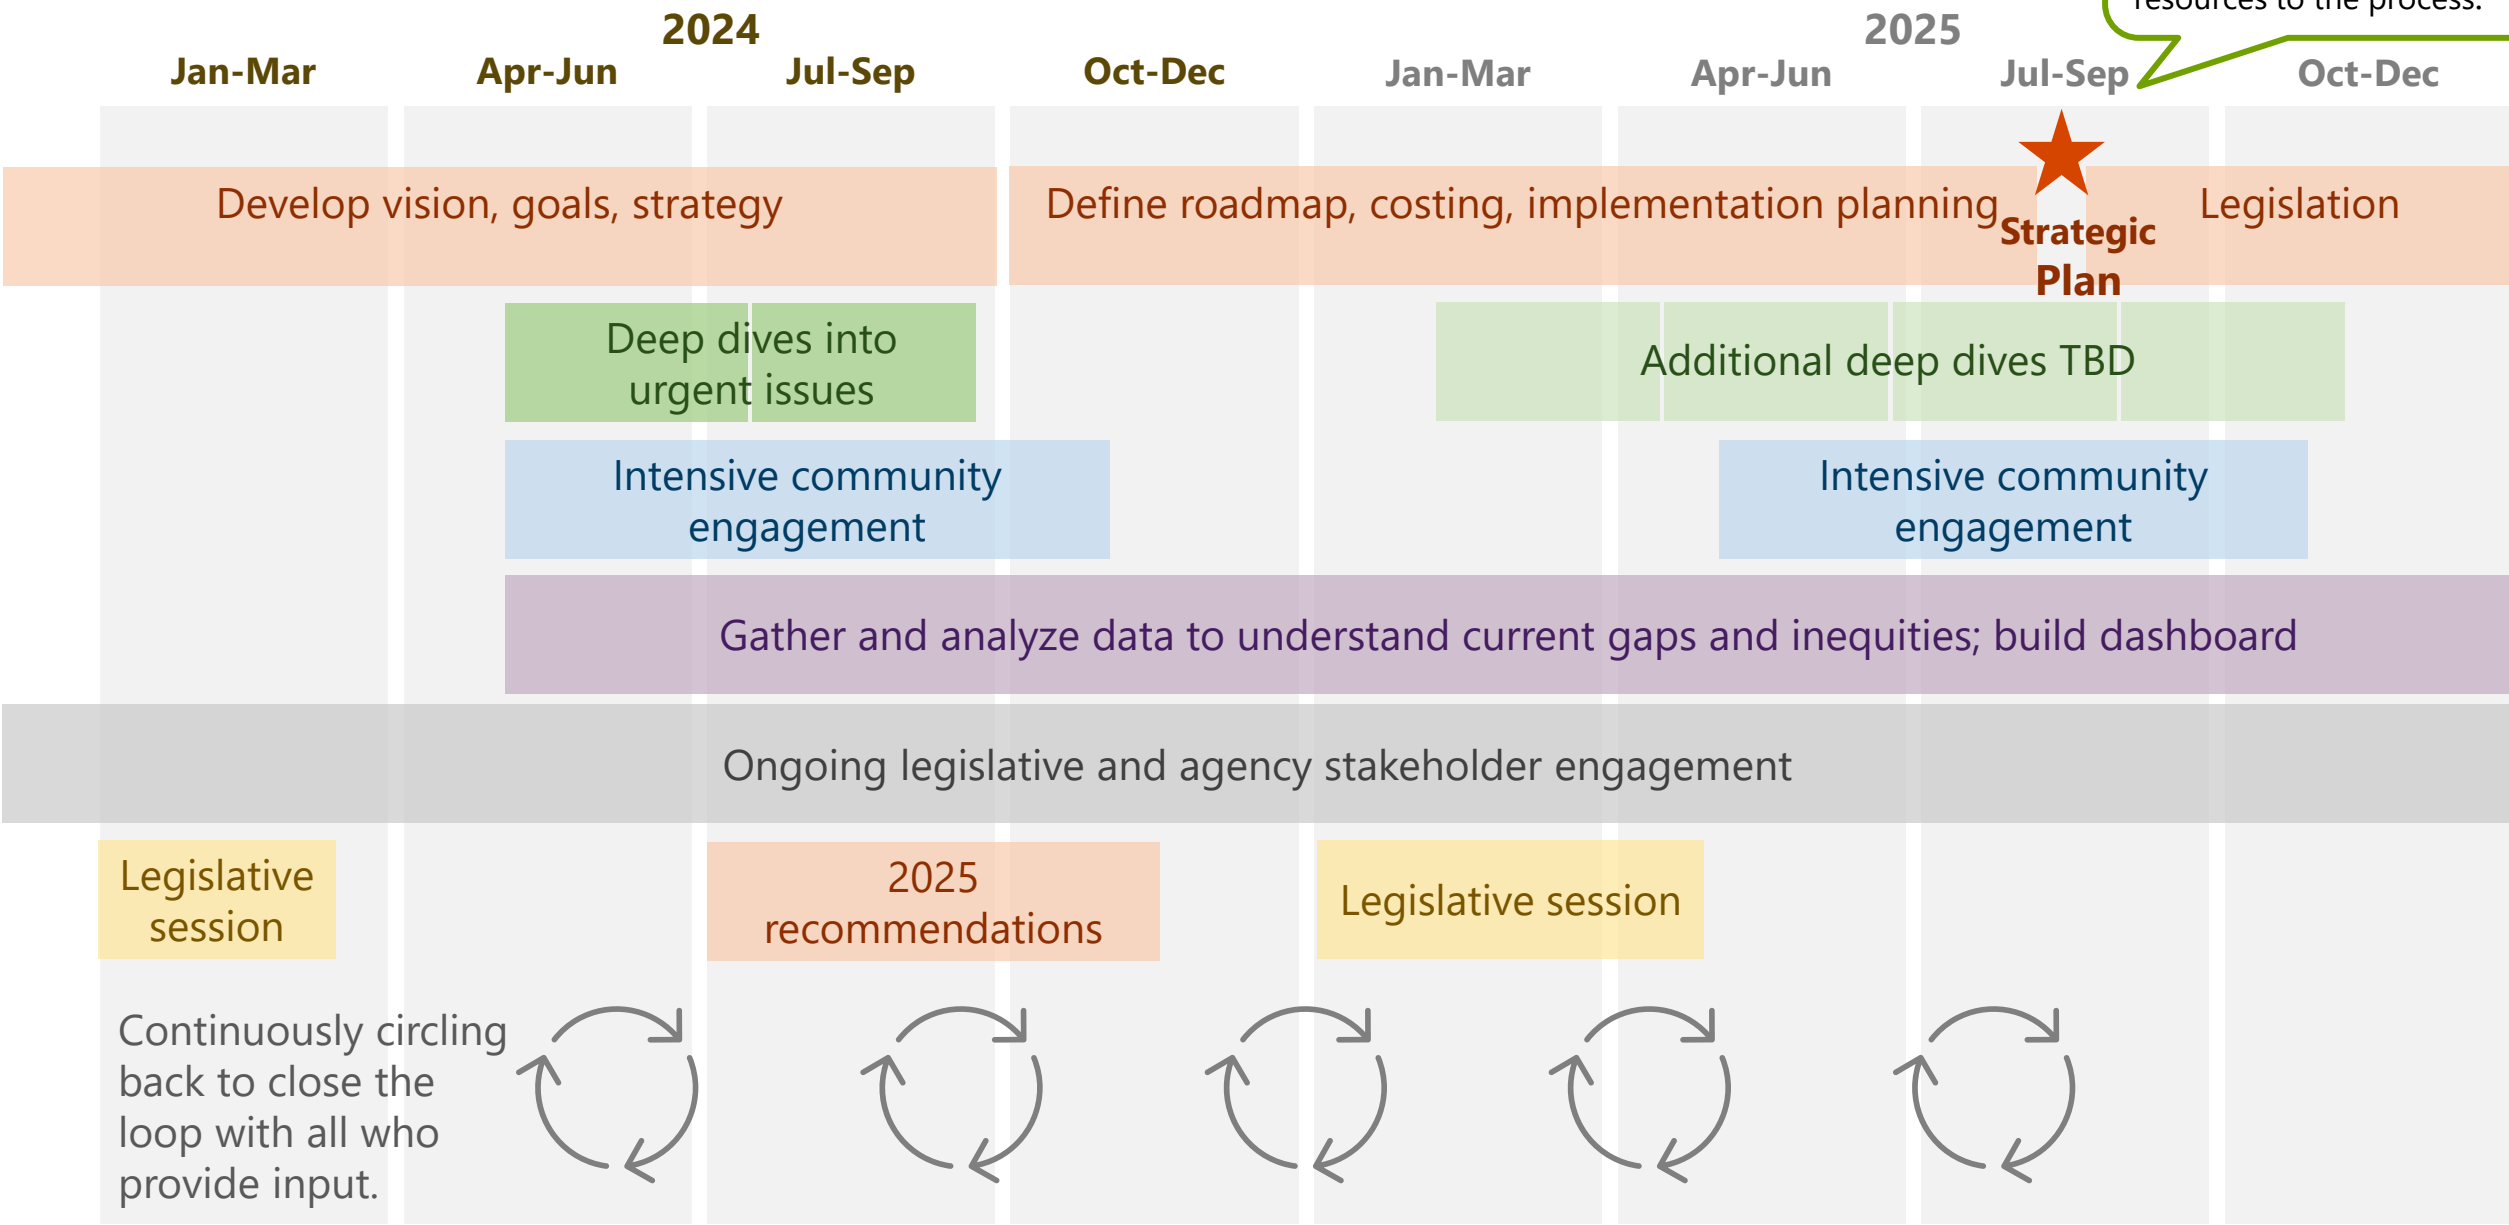 resources to the process.
2024
2025
Jan-Mar
Apr-Jun
Jul-Sep
Oct-Dec
Jan-Mar
Apr-Jun
Jul-Sep
Oct-Dec
Develop vision, goals, strategy
Define roadmap, costing, implementation planning
Strategic
Plan
Legislation
Deep dives into
urgent issues
Additional deep dives TBD
Intensive community
engagement
Intensive community
engagement
Gather and analyze data to understand current gaps and inequities; build dashboard
Ongoing legislative and agency stakeholder engagement
Legislative
session
2025
recommendations
Legislative session
Continuously circling
back to close the
loop with all who
provide input.